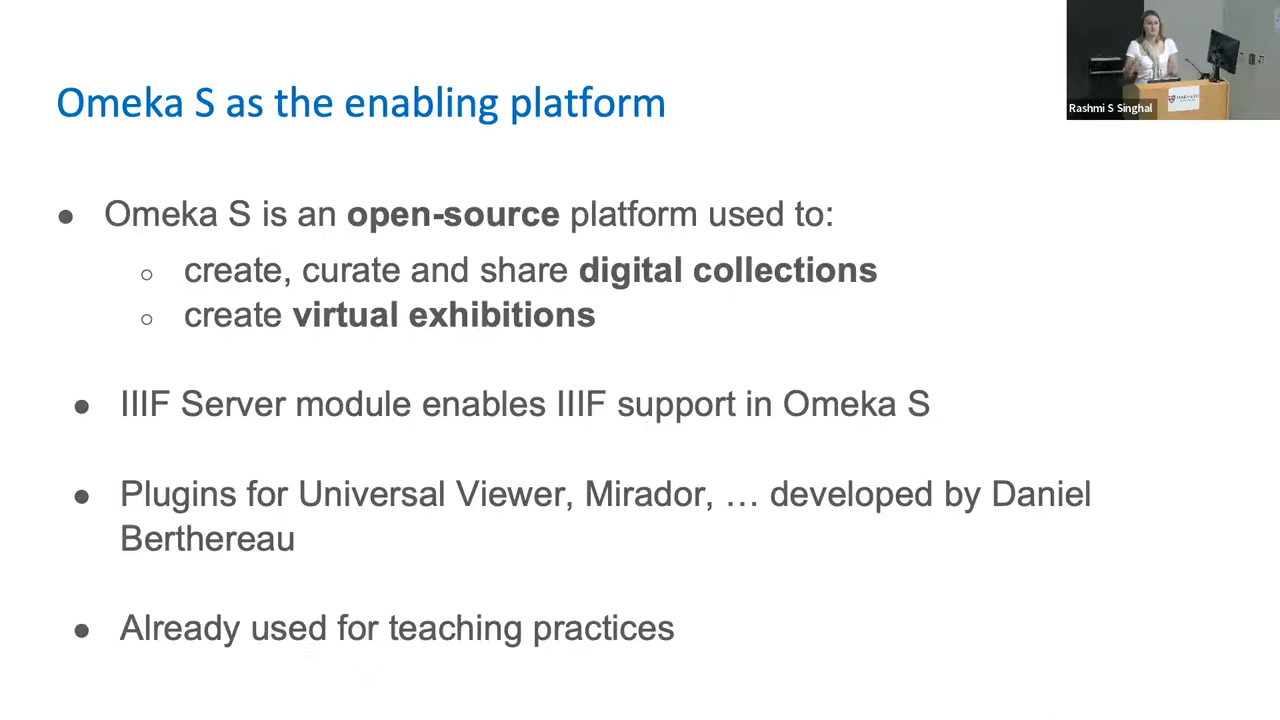 Omeka S as the enabling platform
Rashmi S Singhal
● Omeka S is an open-source platform used to:
○ create, curate and share digital collections
○ create virtual exhibitions
● IIIF Server module enables IIIF support in Omeka S
● Plugins for Universal Viewer, Mirador, … developed by Daniel
Berthereau
● Already used for teaching practices